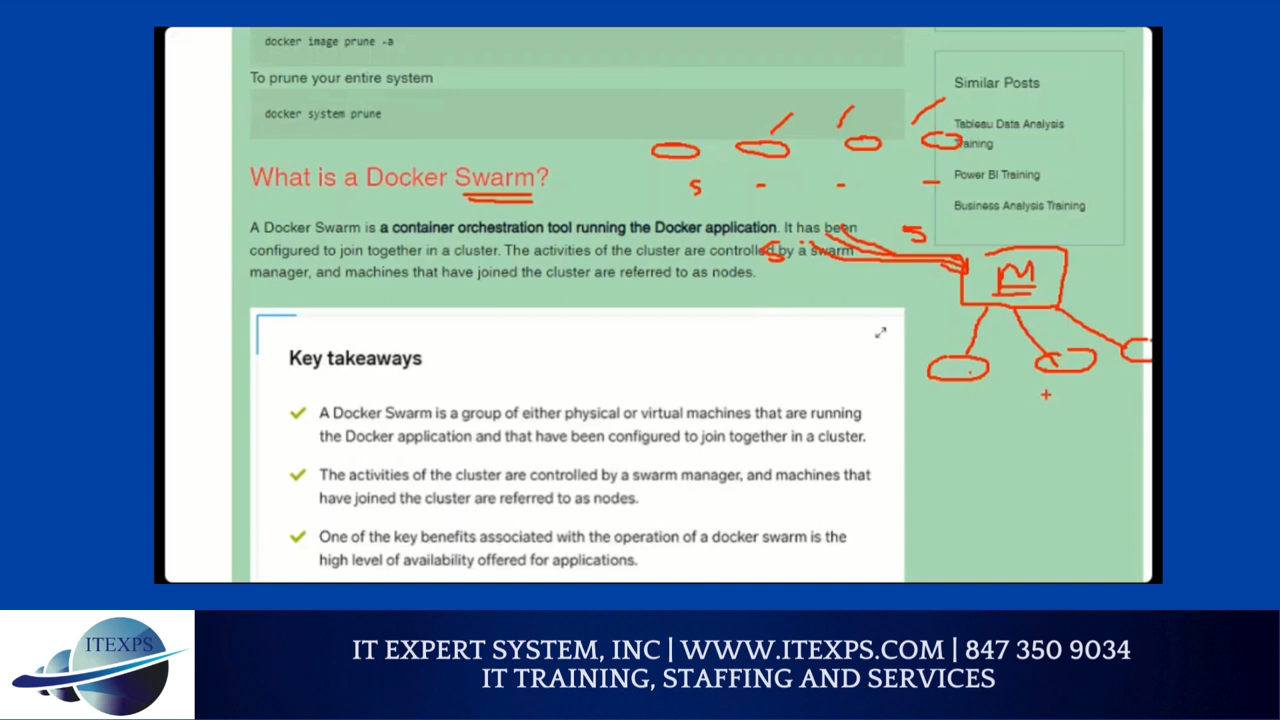 docker image prune -a
To prune your entire system
docker system prune
What is a Docker Swarm?
A Docker Swarm is a container orchestration tool running the Docker application. It has been
configured to join together in a cluster. The activities of the cluster are controlled by a swarm
manager, and machines that have joined the cluster are referred to as nodes.
Key takeaways
A Docker Swarm is a group of either physical or virtual machines that are running
the Docker application and that have been configured to join together in a cluster.
The activities of the cluster are controlled by a swarm manager, and machines that
have joined the cluster are referred to as nodes.
One of the key benefits associated with the operation of a docker swarm is the
high level of availability offered for applications.
Similar Posts
Tableau Data Analysis
Training
Power BI Training
Business Analysis Training
S
S
S
M
ITEXPS
IT EXPERT SYSTEM, INC | WWW.ITEXPS.COM | 847 350 9034
IT TRAINING, STAFFING AND SERVICES